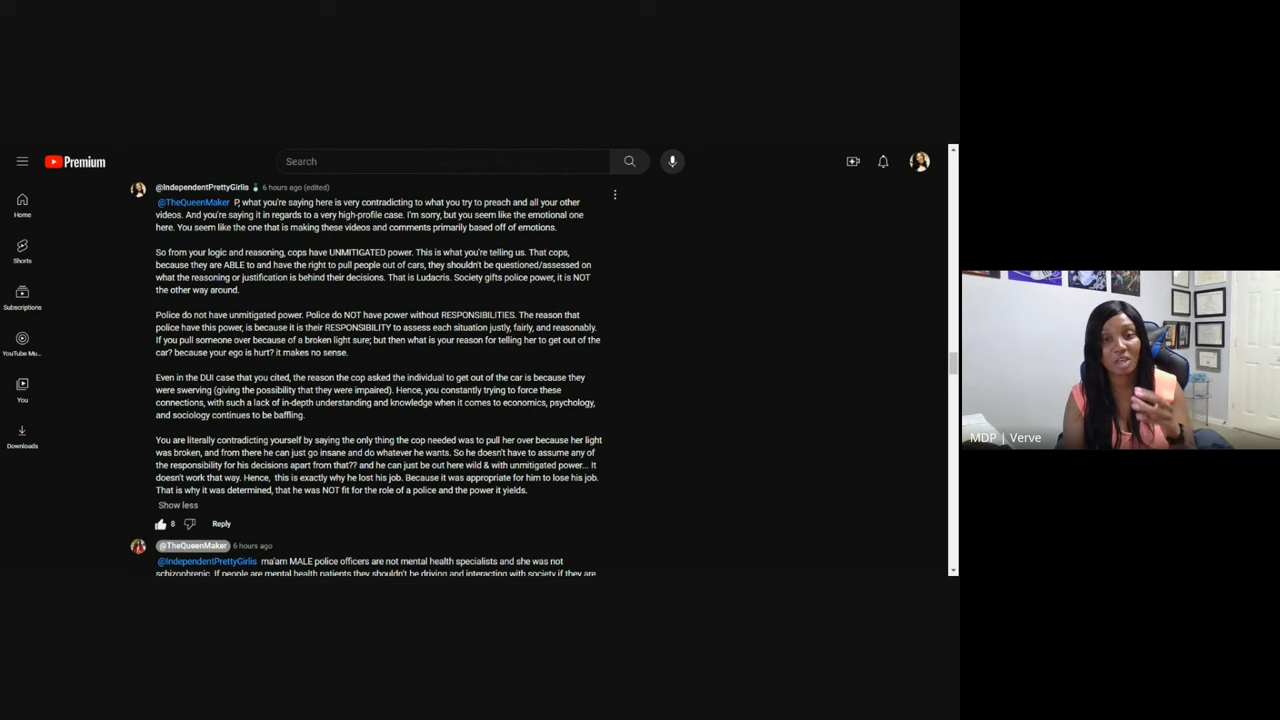 Premium
Search
Home
Shorts
Subscriptions
YouTube Mu...
You
Downloads
@IndependentPrettyGirlis 6 hours ago (edited)
@TheQueenMaker P, what you're saying here is very contradicting to what you try to preach and all your other
videos. And you're saying it in regards to a very high-profile case. I'm sorry, but you seem like the emotional one
here. You seem like the one that is making these videos and comments primarily based off of emotions.
So from your logic and reasoning, cops have UNMITIGATED power. This is what you're telling us. That cops,
because they are ABLE to and have the right to pull people out of cars, they shouldn't be questioned/assessed on
what the reasoning or justification is behind their decisions. That is Ludacris. Society gifts police power, it is NOT
the other way around.
Police do not have unmitigated power. Police do NOT have power without RESPONSIBILITIES. The reason that
police have this power, is because it is their RESPONSIBILITY to assess each situation justly, fairly, and reasonably.
If you pull someone over because of a broken light sure; but then what is your reason for telling her to get out of the
car? because your ego is hurt? it makes no sense.
Even in the DUI case that you cited, the reason the cop asked the individual to get out of the car is because they
were swerving (giving the possibility that they were impaired). Hence, you constantly trying to force these
connections, with such a lack of in-depth understanding and knowledge when it comes to economics, psychology,
and sociology continues to be baffling.
You are literally contradicting yourself by saying the only thing the cop needed was to pull her over because her light
was broken, and from there he can just go insane and do whatever he wants. So he doesn't have to assume any of
the responsibility for his decisions apart from that?? and he can just be out here wild & with unmitigated power... It
doesn't work that way. Hence, this is exactly why he lost his job. Because it was appropriate for him to lose his job.
That is why it was determined, that he was NOT fit for the role of a police and the power it yields.
Show less
8 Reply
@TheQueenMaker 6 hours ago
@IndependentPrettyGirlis ma'am MALE police officers are not mental health specialists and she was not
schizophrenic. If people are mental health patients they shouldn't be driving and interacting with society if they are
MDP | Verve